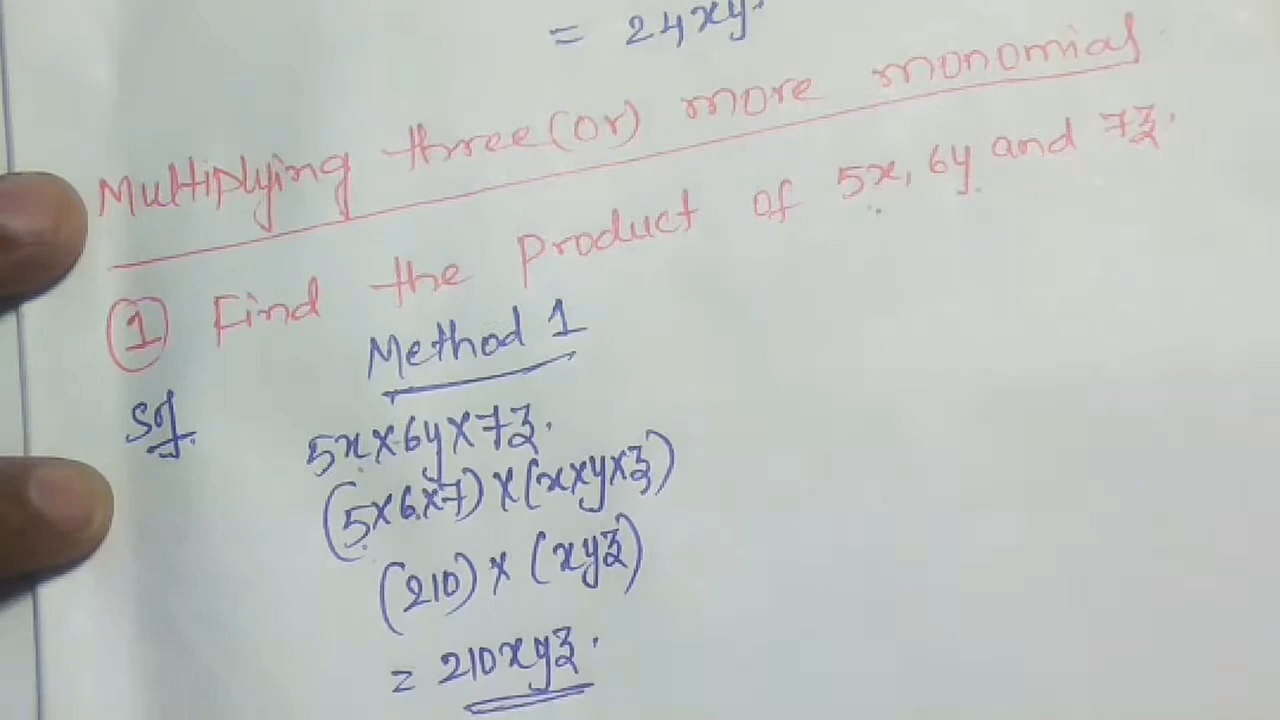 = 24xy.
Multiplying three (or) more monomials
① Find the product of 5x, 6y and 7z.
Method 1
Sol.
5x×6y×7z.
(5×6×7)×(x×y×z)
(210)×(xyz)
= 210xyz.